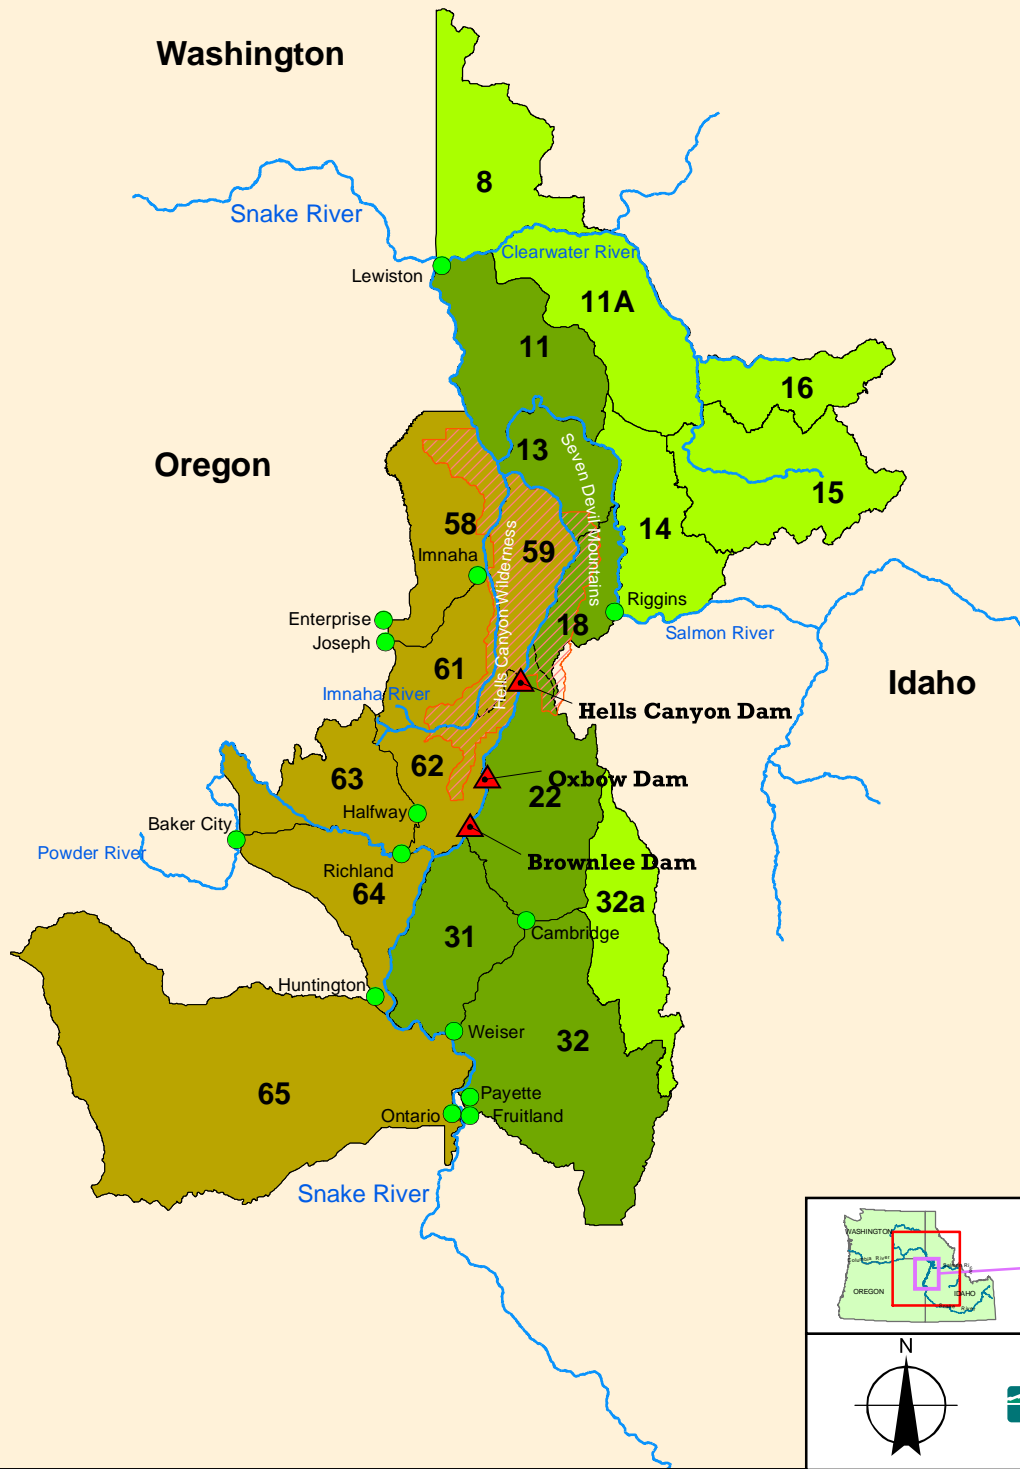 Washington
8
Snake River
Clearwater River
Lewiston
11A
11
16
13
Seven Devil Mountains
Oregon
15
58
14
59
Imnaha
Hells Canyon Wilderness
Riggins
Enterprise
18
Salmon River
Joseph
61
Idaho
Imnaha River
Hells Canyon Dam
62
63
Oxbow Dam
22
Halfway
Baker City
Powder River
Brownlee Dam
Richland
64
32a
31
Cambridge
Huntington
Weiser
32
65
Payette
Ontario
Fruitland
Snake River
WASHINGTON
Columbia River
OREGON
IDAHO
River
N